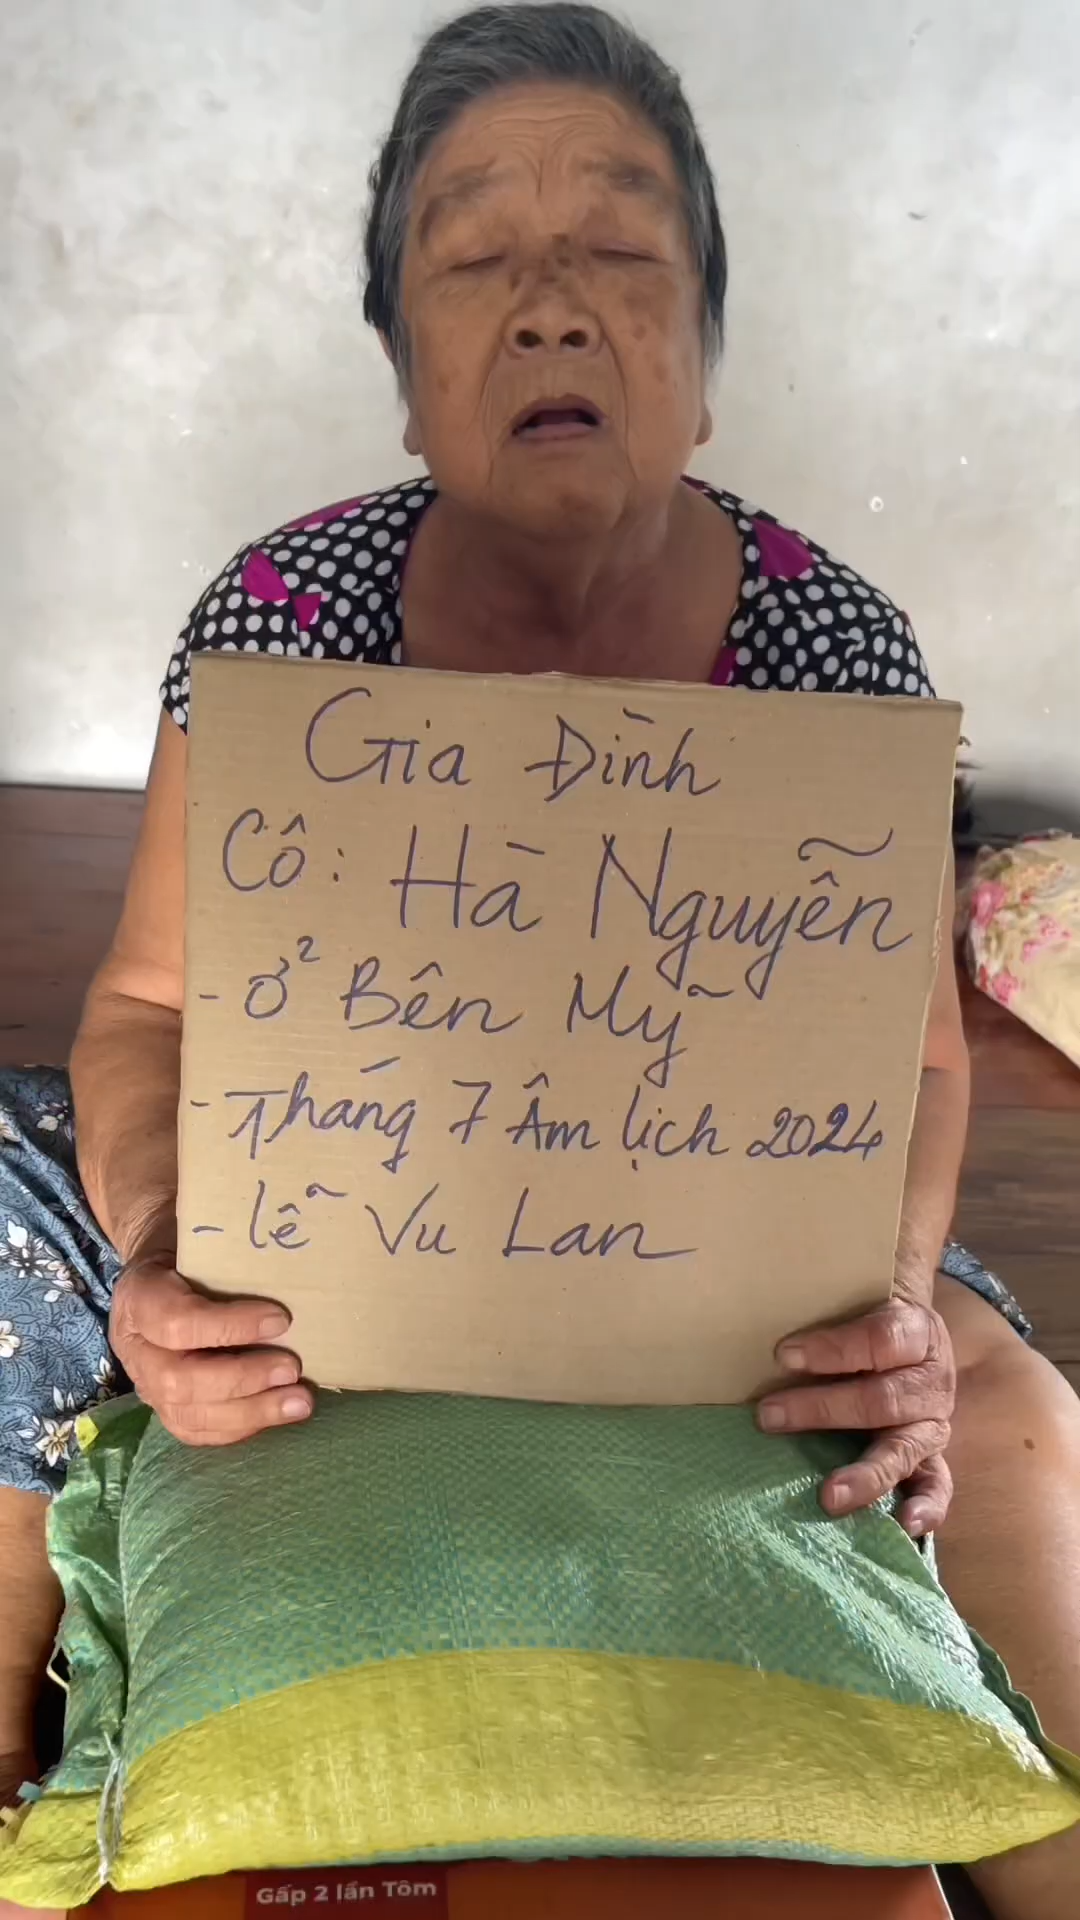 Gia Đình
Cô: Hà Nguyễn
- Ở Bên Mỹ
- Tháng 7 Âm lịch 2024
- lễ Vu Lan
Gấp 2 lần Tôm